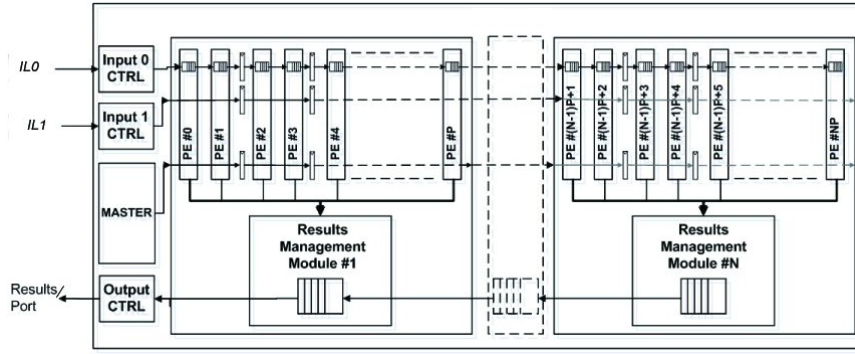 IL0
Input 0
CTRL
IL1
Input 1
CTRL
MASTER
Results
Port
Output
CTRL
PE #0
PE #1
PE #2
PE #3
PE #4
PE #P
Results
Management
Module #1
PE #(N-1)P+1
PE #(N-1)P+2
PE #(N-1)P+3
PE #(N-1)P+4
PE #(N-1)P+5
PE #NP
Results
Management
Module #N